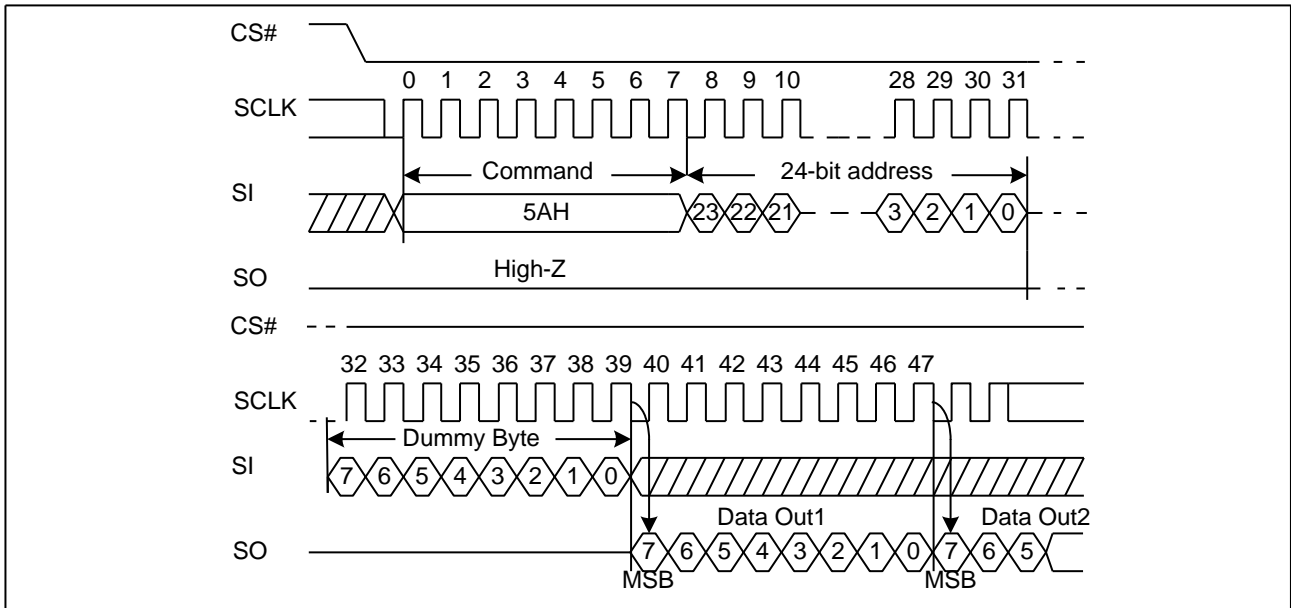 CS#
0 1 2 3 4 5 6 7 8 9 10 28 29 30 31
SCLK
Command 24-bit address
SI
5AH 23 22 21 3 2 1 0
High-Z
SO
CS#
32 33 34 35 36 37 38 39 40 41 42 43 44 45 46 47
SCLK
Dummy Byte
SI
7 6 5 4 3 2 1 0
Data Out1 Data Out2
SO
7 6 5 4 3 2 1 0 7 6 5
MSB MSB